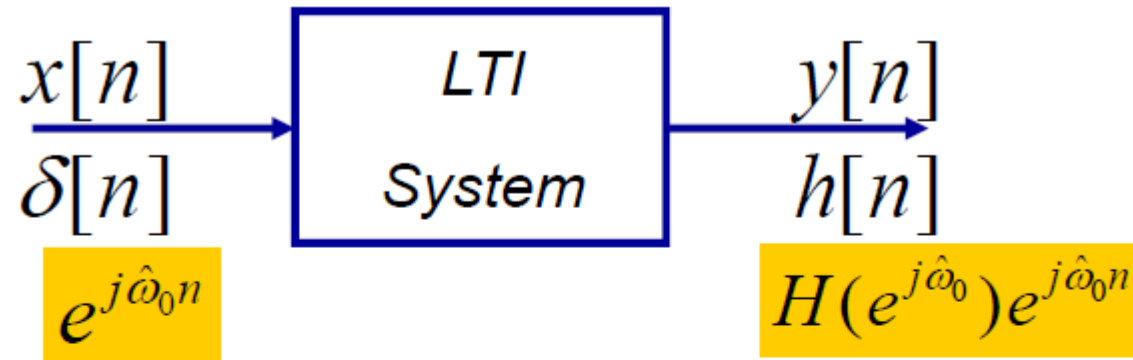 x[n] LTI y[n]
δ[n] System h[n]
e^{jω̂₀n} H(e^{jω̂₀})e^{jω̂₀n}